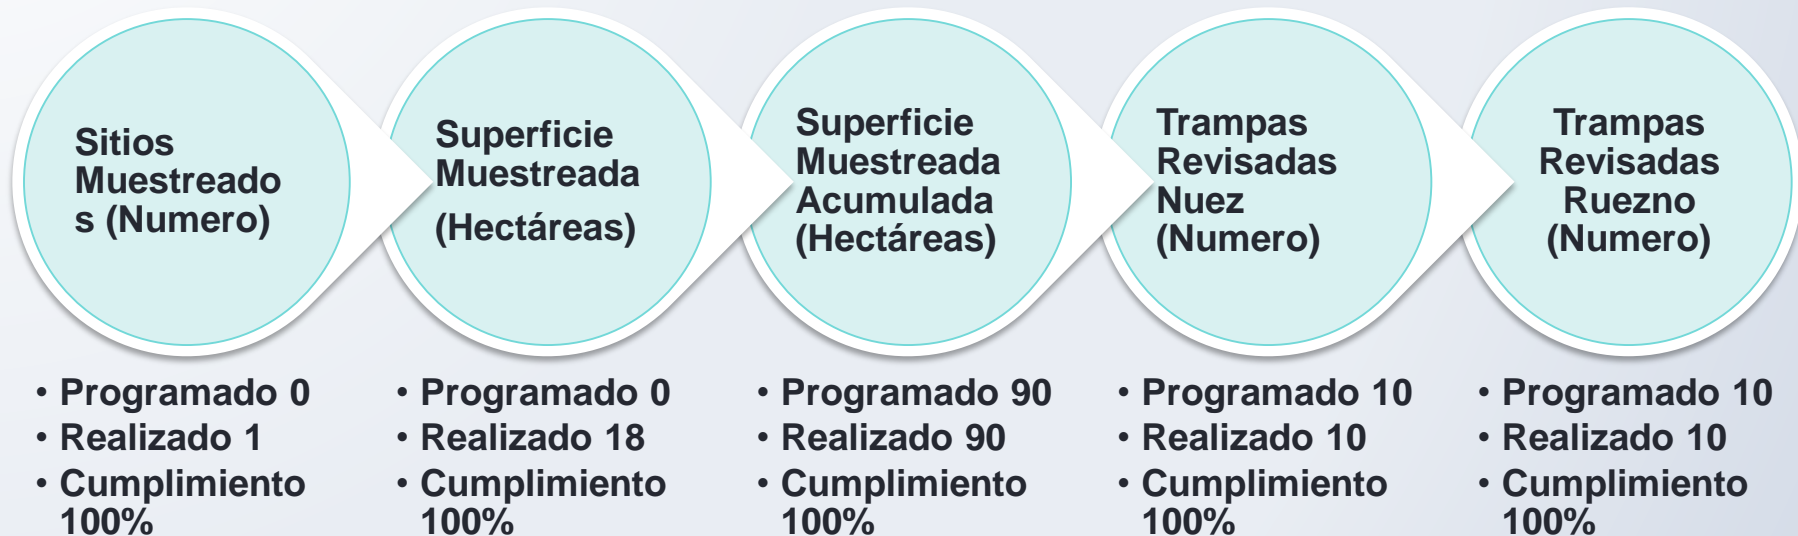 Sitios
Muestreado
s (Numero)
• Programado 0
• Realizado 1
• Cumplimiento
100%
Superficie
Muestreada
(Hectáreas)
• Programado 0
• Realizado 18
• Cumplimiento
100%
Superficie
Muestreada
Acumulada
(Hectáreas)
• Programado 90
• Realizado 90
• Cumplimiento
100%
Trampas
Revisadas
Nuez
(Numero)
• Programado 10
• Realizado 10
• Cumplimiento
100%
Trampas
Revisadas
Ruezno
(Numero)
• Programado 10
• Realizado 10
• Cumplimiento
100%